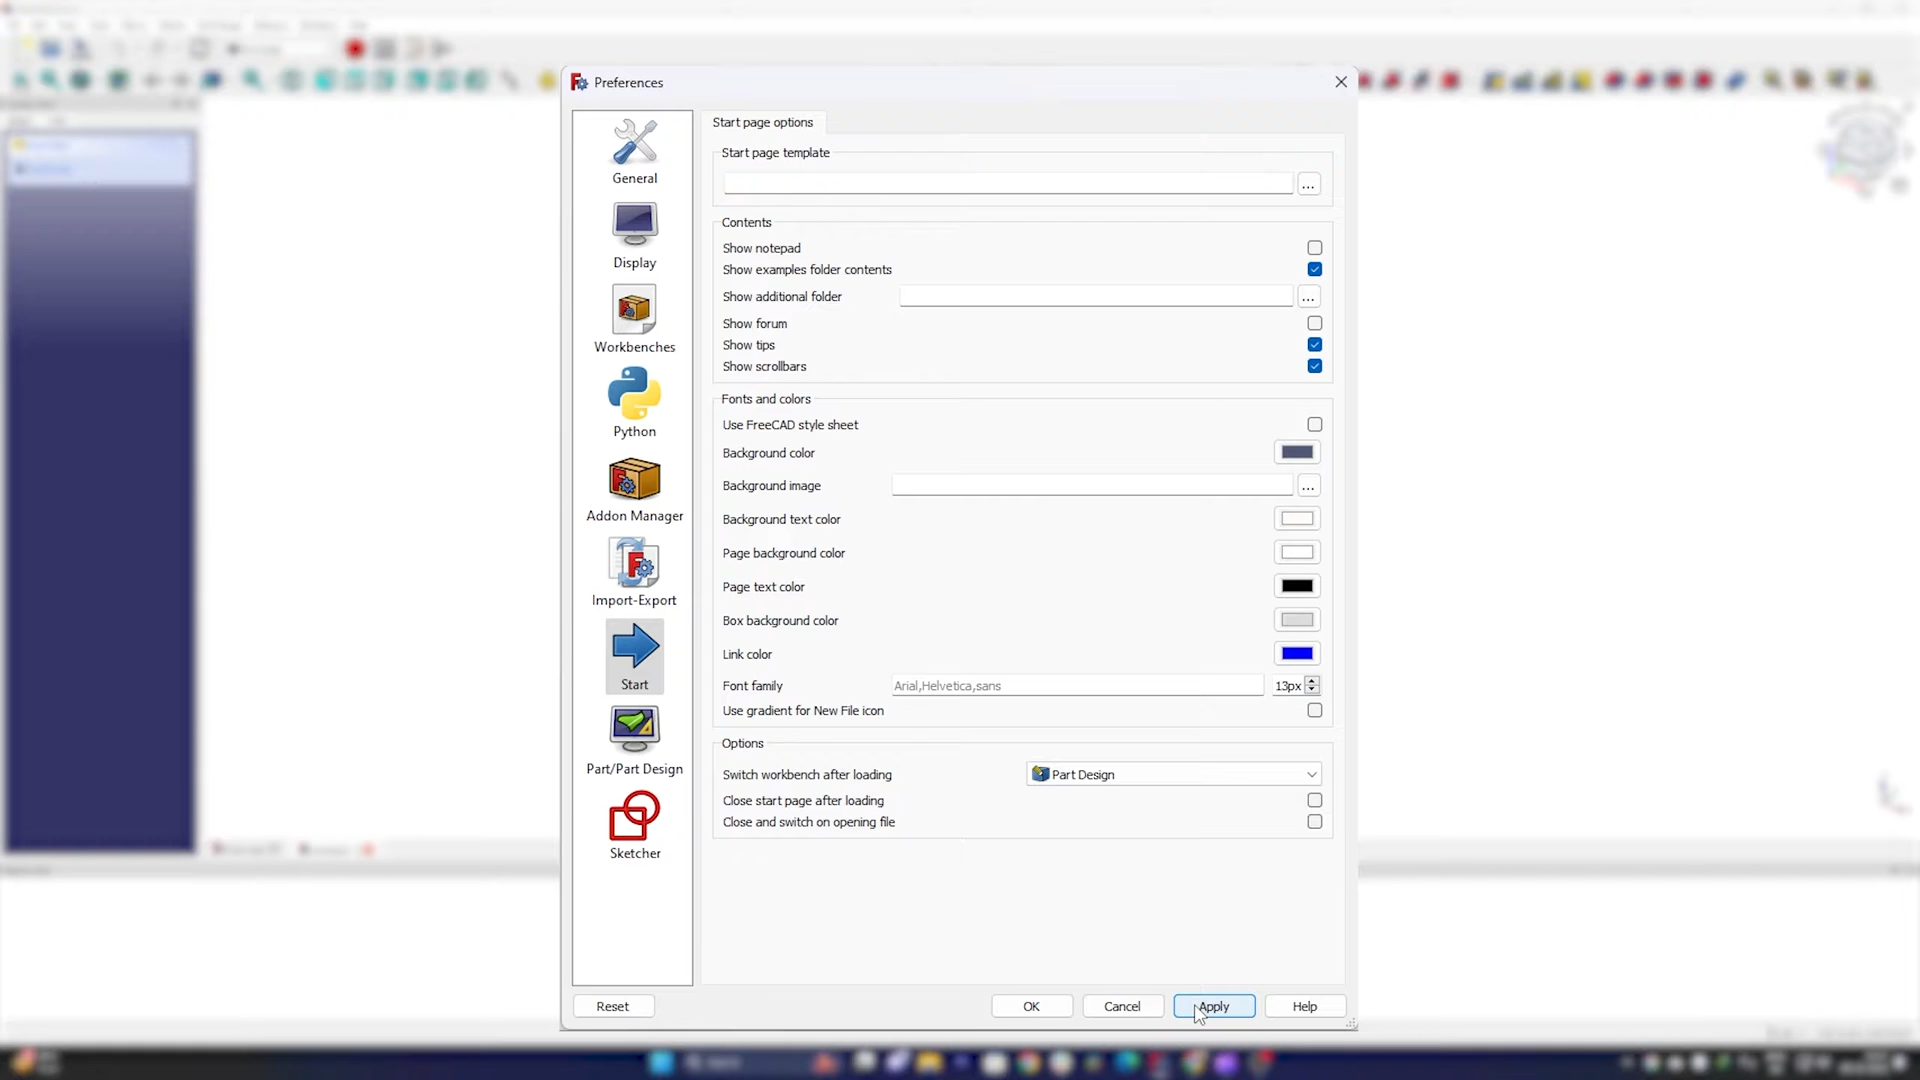 Preferences
General
Display
Workbenches
Python
Addon Manager
Import-Export
Start
Part/Part Design
Sketcher
Start page options
Start page template
...
Contents
Show notepad
Show examples folder contents
Show additional folder ...
Show forum
Show tips
Show scrollbars
Fonts and colors
Use FreeCAD style sheet
Background color
Background image ...
Background text color
Page background color
Page text color
Box background color
Link color
Font family Arial,Helvetica,sans 13px
Use gradient for New File icon
Options
Switch workbench after loading Part Design
Close start page after loading
Close and switch on opening file
Reset OK Cancel Apply Help